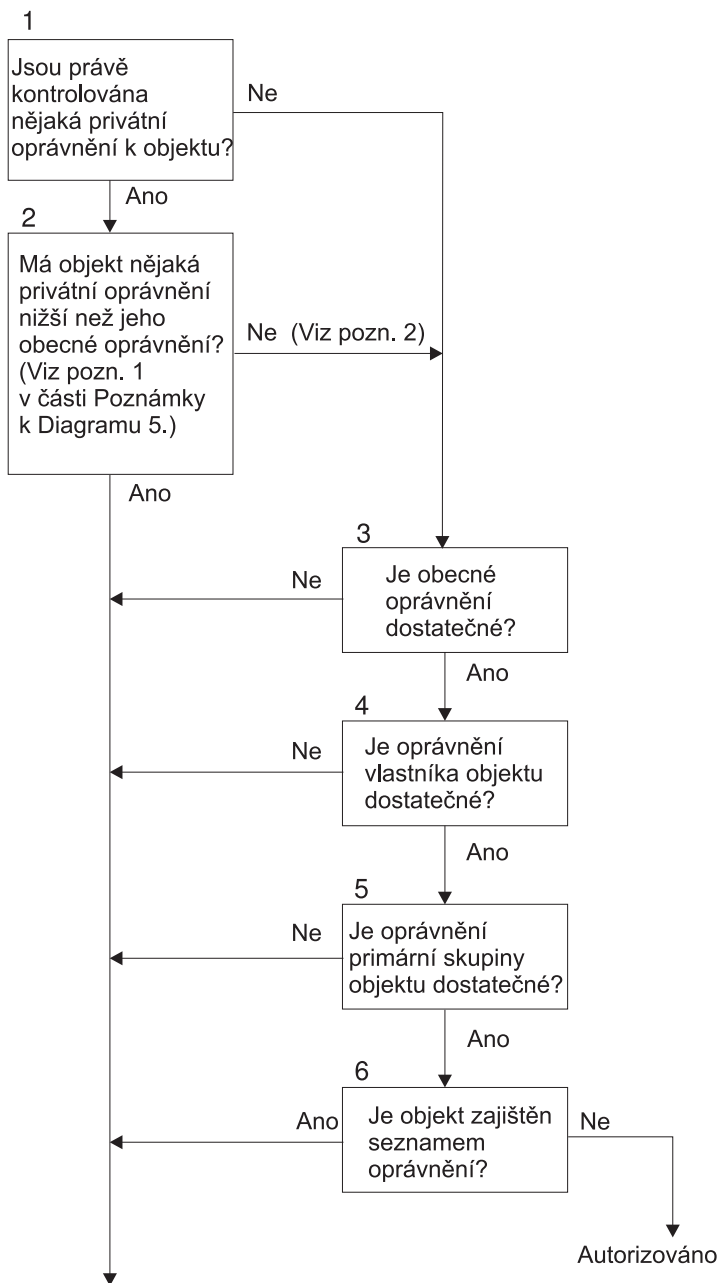 1
Jsou právě
kontrolována
nějaká privátní
oprávnění k objektu?
Ne
Ano
2
Má objekt nějaká
privátní oprávnění
nižší než jeho
obecné oprávnění?
(Viz pozn. 1
v části Poznámky
k Diagramu 5.)
Ne (Viz pozn. 2)
Ano
3
Je obecné
oprávnění
dostatečné?
Ne
Ano
4
Je oprávnění
vlastníka objektu
dostatečné?
Ne
Ano
5
Je oprávnění
primární skupiny
objektu dostatečné?
Ne
Ano
6
Je objekt zajištěn
seznamem
oprávnění?
Ano
Ne
Autorizováno